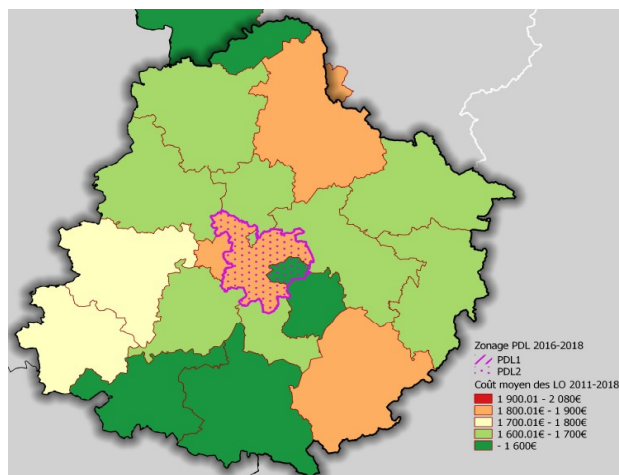 Zonage PDL 2016-2018
PDL1
PDL2
Coût moyen des LO 2011-2018
1 900.01 - 2 080€
1 800.01€ - 1 900€
1 700.01€ - 1 800€
1 600.01€ - 1 700€
- 1 600€